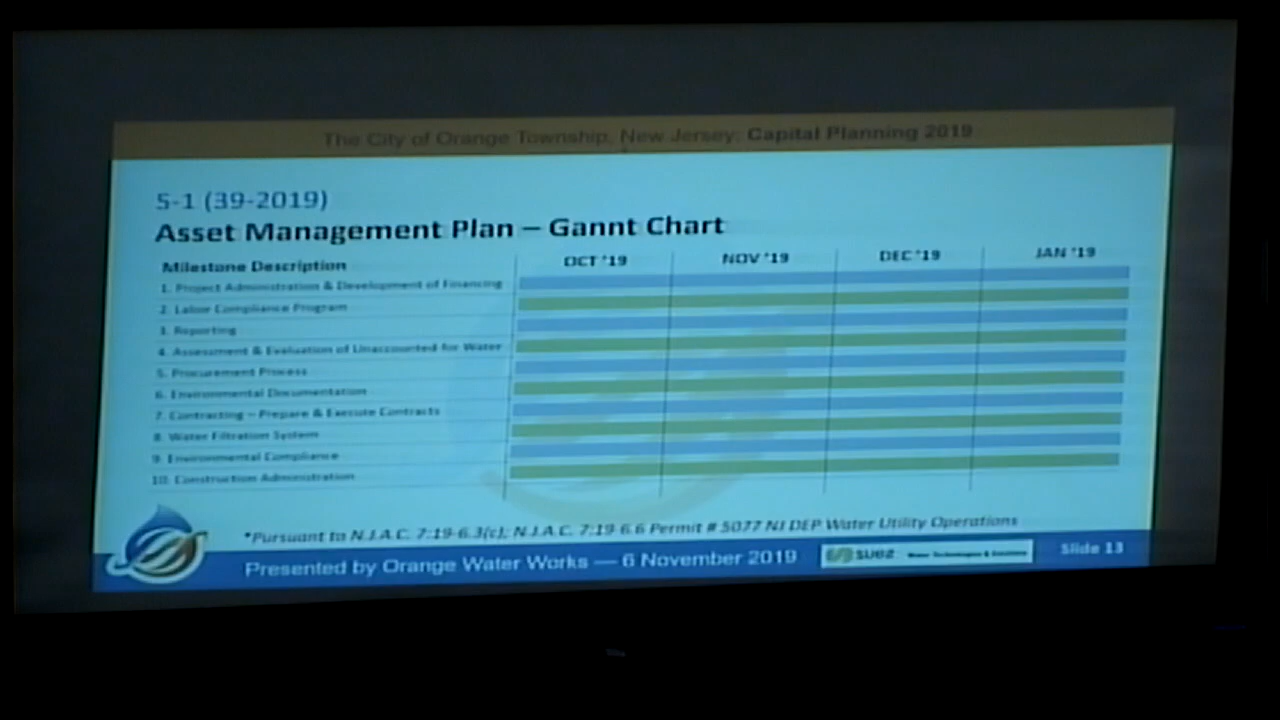 The City of Orange Township, New Jersey: Capital Planning 2019
5-1 (39-2019)
Asset Management Plan – Gannt Chart
Milestone Description OCT '19 NOV '19 DEC '19 JAN '19
1. Project Administration & Development of Financing
2. Labor Compliance Program
3. Reporting
4. Assessment & Evaluation of Unaccounted for Water
5. Procurement Process
6. Environmental Documentation
7. Contracting – Prepare & Execute Contracts
8. Water Filtration System
9. Environmental Compliance
10. Construction Administration
*Pursuant to N.J.A.C. 7:19-6.3(c); N.J.A.C. 7:19-6.6 Permit # 5077 NJ DEP Water Utility Operations
Presented by Orange Water Works — 6 November 2019
suez Water Technologies & Solutions
Slide 13